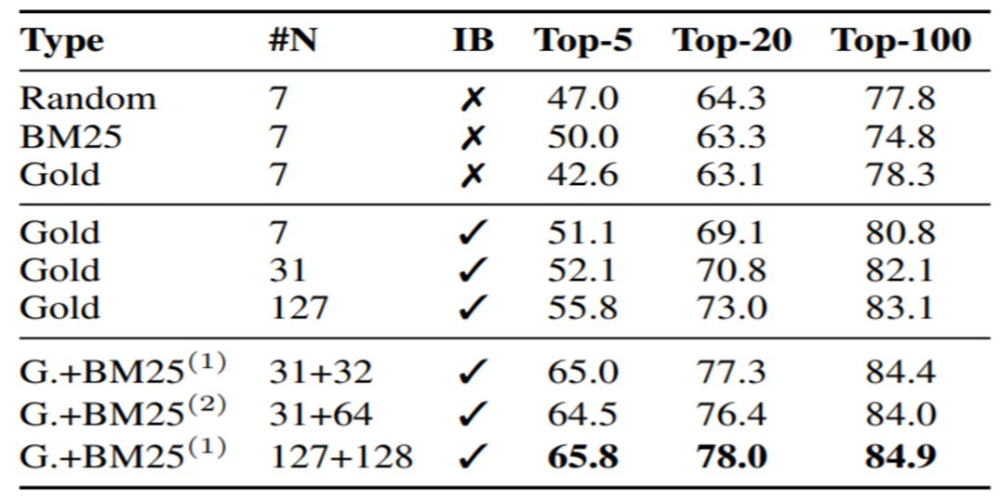 Type #N IB Top-5 Top-20 Top-100
Random 7 ✗ 47.0 64.3 77.8
BM25 7 ✗ 50.0 63.3 74.8
Gold 7 ✗ 42.6 63.1 78.3
Gold 7 ✓ 51.1 69.1 80.8
Gold 31 ✓ 52.1 70.8 82.1
Gold 127 ✓ 55.8 73.0 83.1
G.+BM25(1) 31+32 ✓ 65.0 77.3 84.4
G.+BM25(2) 31+64 ✓ 64.5 76.4 84.0
G.+BM25(1) 127+128 ✓ 65.8 78.0 84.9